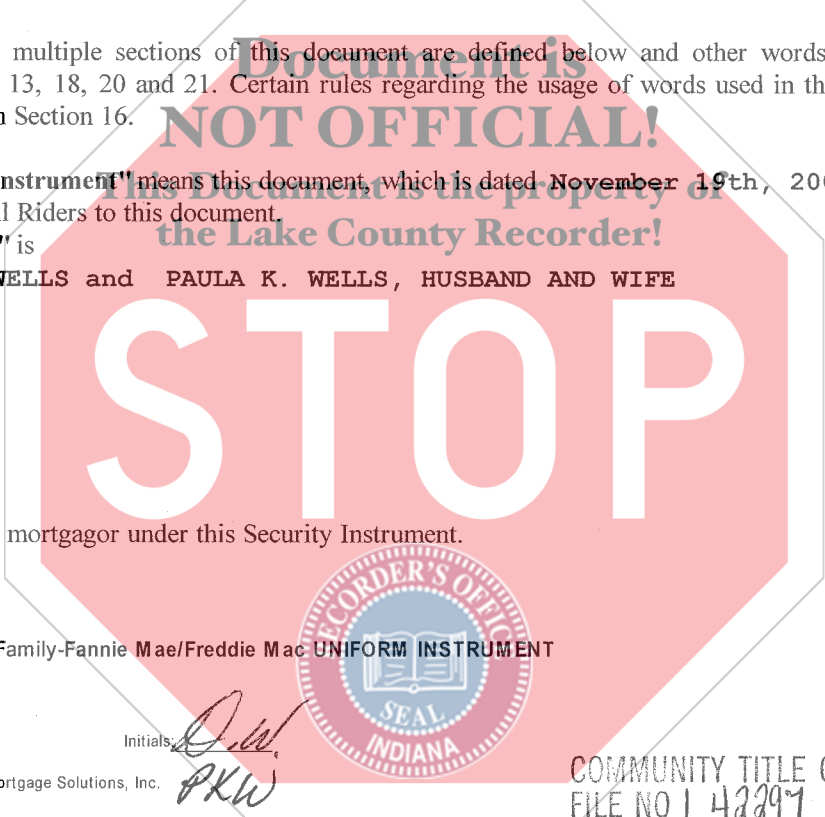 multiple sections of this document are defined below and other words
13, 18, 20 and 21. Certain rules regarding the usage of words used in th
Section 16.
Document is
NOT OFFICIAL!
This Document is the property of
the Lake County Recorder!
nstrument" means this document, which is dated November 19th, 200
l Riders to this document.
" is
WELLS and PAULA K. WELLS, HUSBAND AND WIFE
STOP
mortgagor under this Security Instrument.
RECORDER'S OFFICE
SEAL
INDIANA
Family-Fannie Mae/Freddie Mac UNIFORM INSTRUMENT
Initials: D.W.
ortgage Solutions, Inc. PKW
COMMUNITY TITLE C
FILE NO